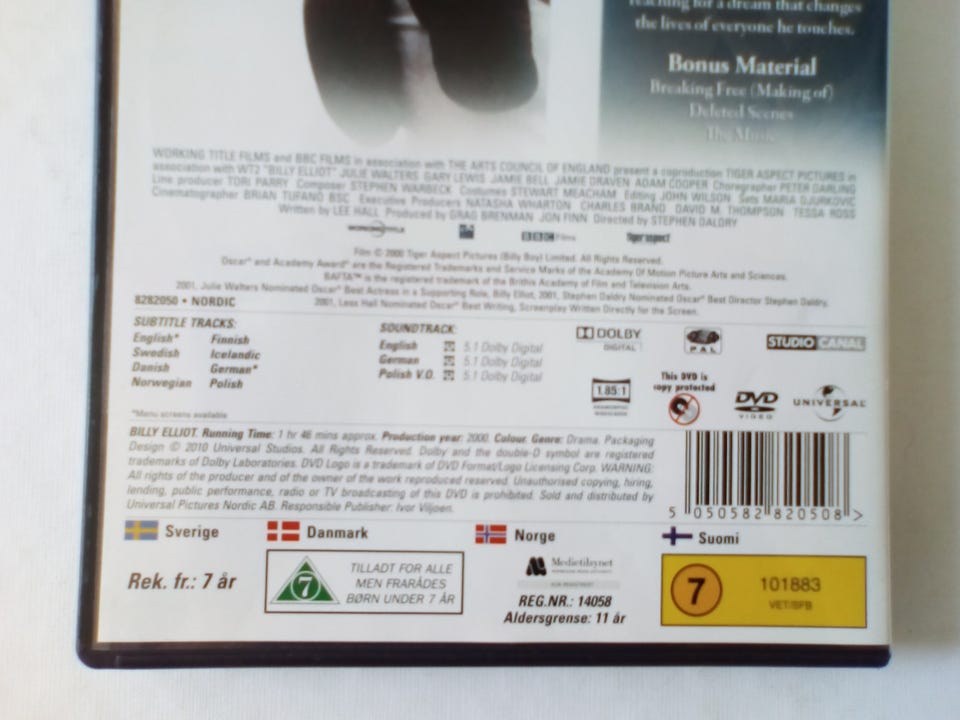 reaching for a dream that changes
the lives of everyone he touches.
Bonus Material
Breaking Free (Making of)
Deleted Scenes
The Music
WORKING TITLE FILMS and BBC FILMS in association with THE ARTS COUNCIL OF ENGLAND present a coproduction TIGER ASPECT PICTURES in
association with WT2 "BILLY ELLIOT" JULIE WALTERS GARY LEWIS JAMIE BELL JAMIE DRAVEN ADAM COOPER Choregrapher PETER DARLING
Line producer TORI PARRY Composer STEPHEN WARBECK Costumes STEWART MEACHAM Editing JOHN WILSON Sets MARIA DJURKOVIC
Cinematographer BRIAN TUFANO BSC Executive Producers NATASHA WHARTON CHARLES BRAND DAVID M. THOMPSON TESSA ROSS
Written by LEE HALL Produced by GRAG BRENMAN JON FINN Directed by STEPHEN DALDRY
WORKING TITLE BBC Films tiger aspect
Film © 2000 Tiger Aspect Pictures (Billy Boy) Limited. All Rights Reserved.
Oscar® and Academy Award® are the Registered Trademarks and Service Marks of the Academy Of Motion Picture Arts and Sciences.
BAFTA™ is the registered trademark of the Brithis Academy of Film and Television Arts.
2001, Julie Walters Nominated Oscar® Best Actress in a Supporting Role, Billy Elliot, 2001, Stephen Daldry Nominated Oscar® Best Director Stephen Daldry,
2001, Lees Hall Nominated Oscar® Best Writing, Screenplay Written Directly for the Screen.
8282050 • NORDIC
SUBTITLE TRACKS:
English* Finnish
Swedish Icelandic
Danish German*
Norwegian Polish
*Menu screens available
SOUNDTRACK:
English 5.1 Dolby Digital
German 5.1 Dolby Digital
Polish V.O. 5.1 Dolby Digital
DOLBY
DIGITAL
PAL
STUDIO CANAL
1.85:1
This DVD is
copy protected
DVD
VIDEO
UNIVERSAL
BILLY ELLIOT. Running Time: 1 hr 46 mins approx. Production year: 2000. Colour. Genre: Drama. Packaging
Design © 2010 Universal Studios. All Rights Reserved. Dolby and the double-D symbol are registered
trademarks of Dolby Laboratories. DVD Logo is a trademark of DVD Format/Logo Licensing Corp. WARNING:
All rights of the producer and of the owner of the work reproduced reserved. Unauthorised copying, hiring,
lending, public performance, radio or TV broadcasting of this DVD is prohibited. Sold and distributed by
Universal Pictures Nordic AB. Responsible Publisher: Ivor Viljoen.
5 050582 820508 >
Sverige
Danmark
Norge
Suomi
Rek. fr.: 7 år
7
TILLADT FOR ALLE
MEN FRARÅDES
BØRN UNDER 7 ÅR
Medietilsynet
REG.NR.: 14058
Aldersgrense: 11 år
7
101883
VET/SFB